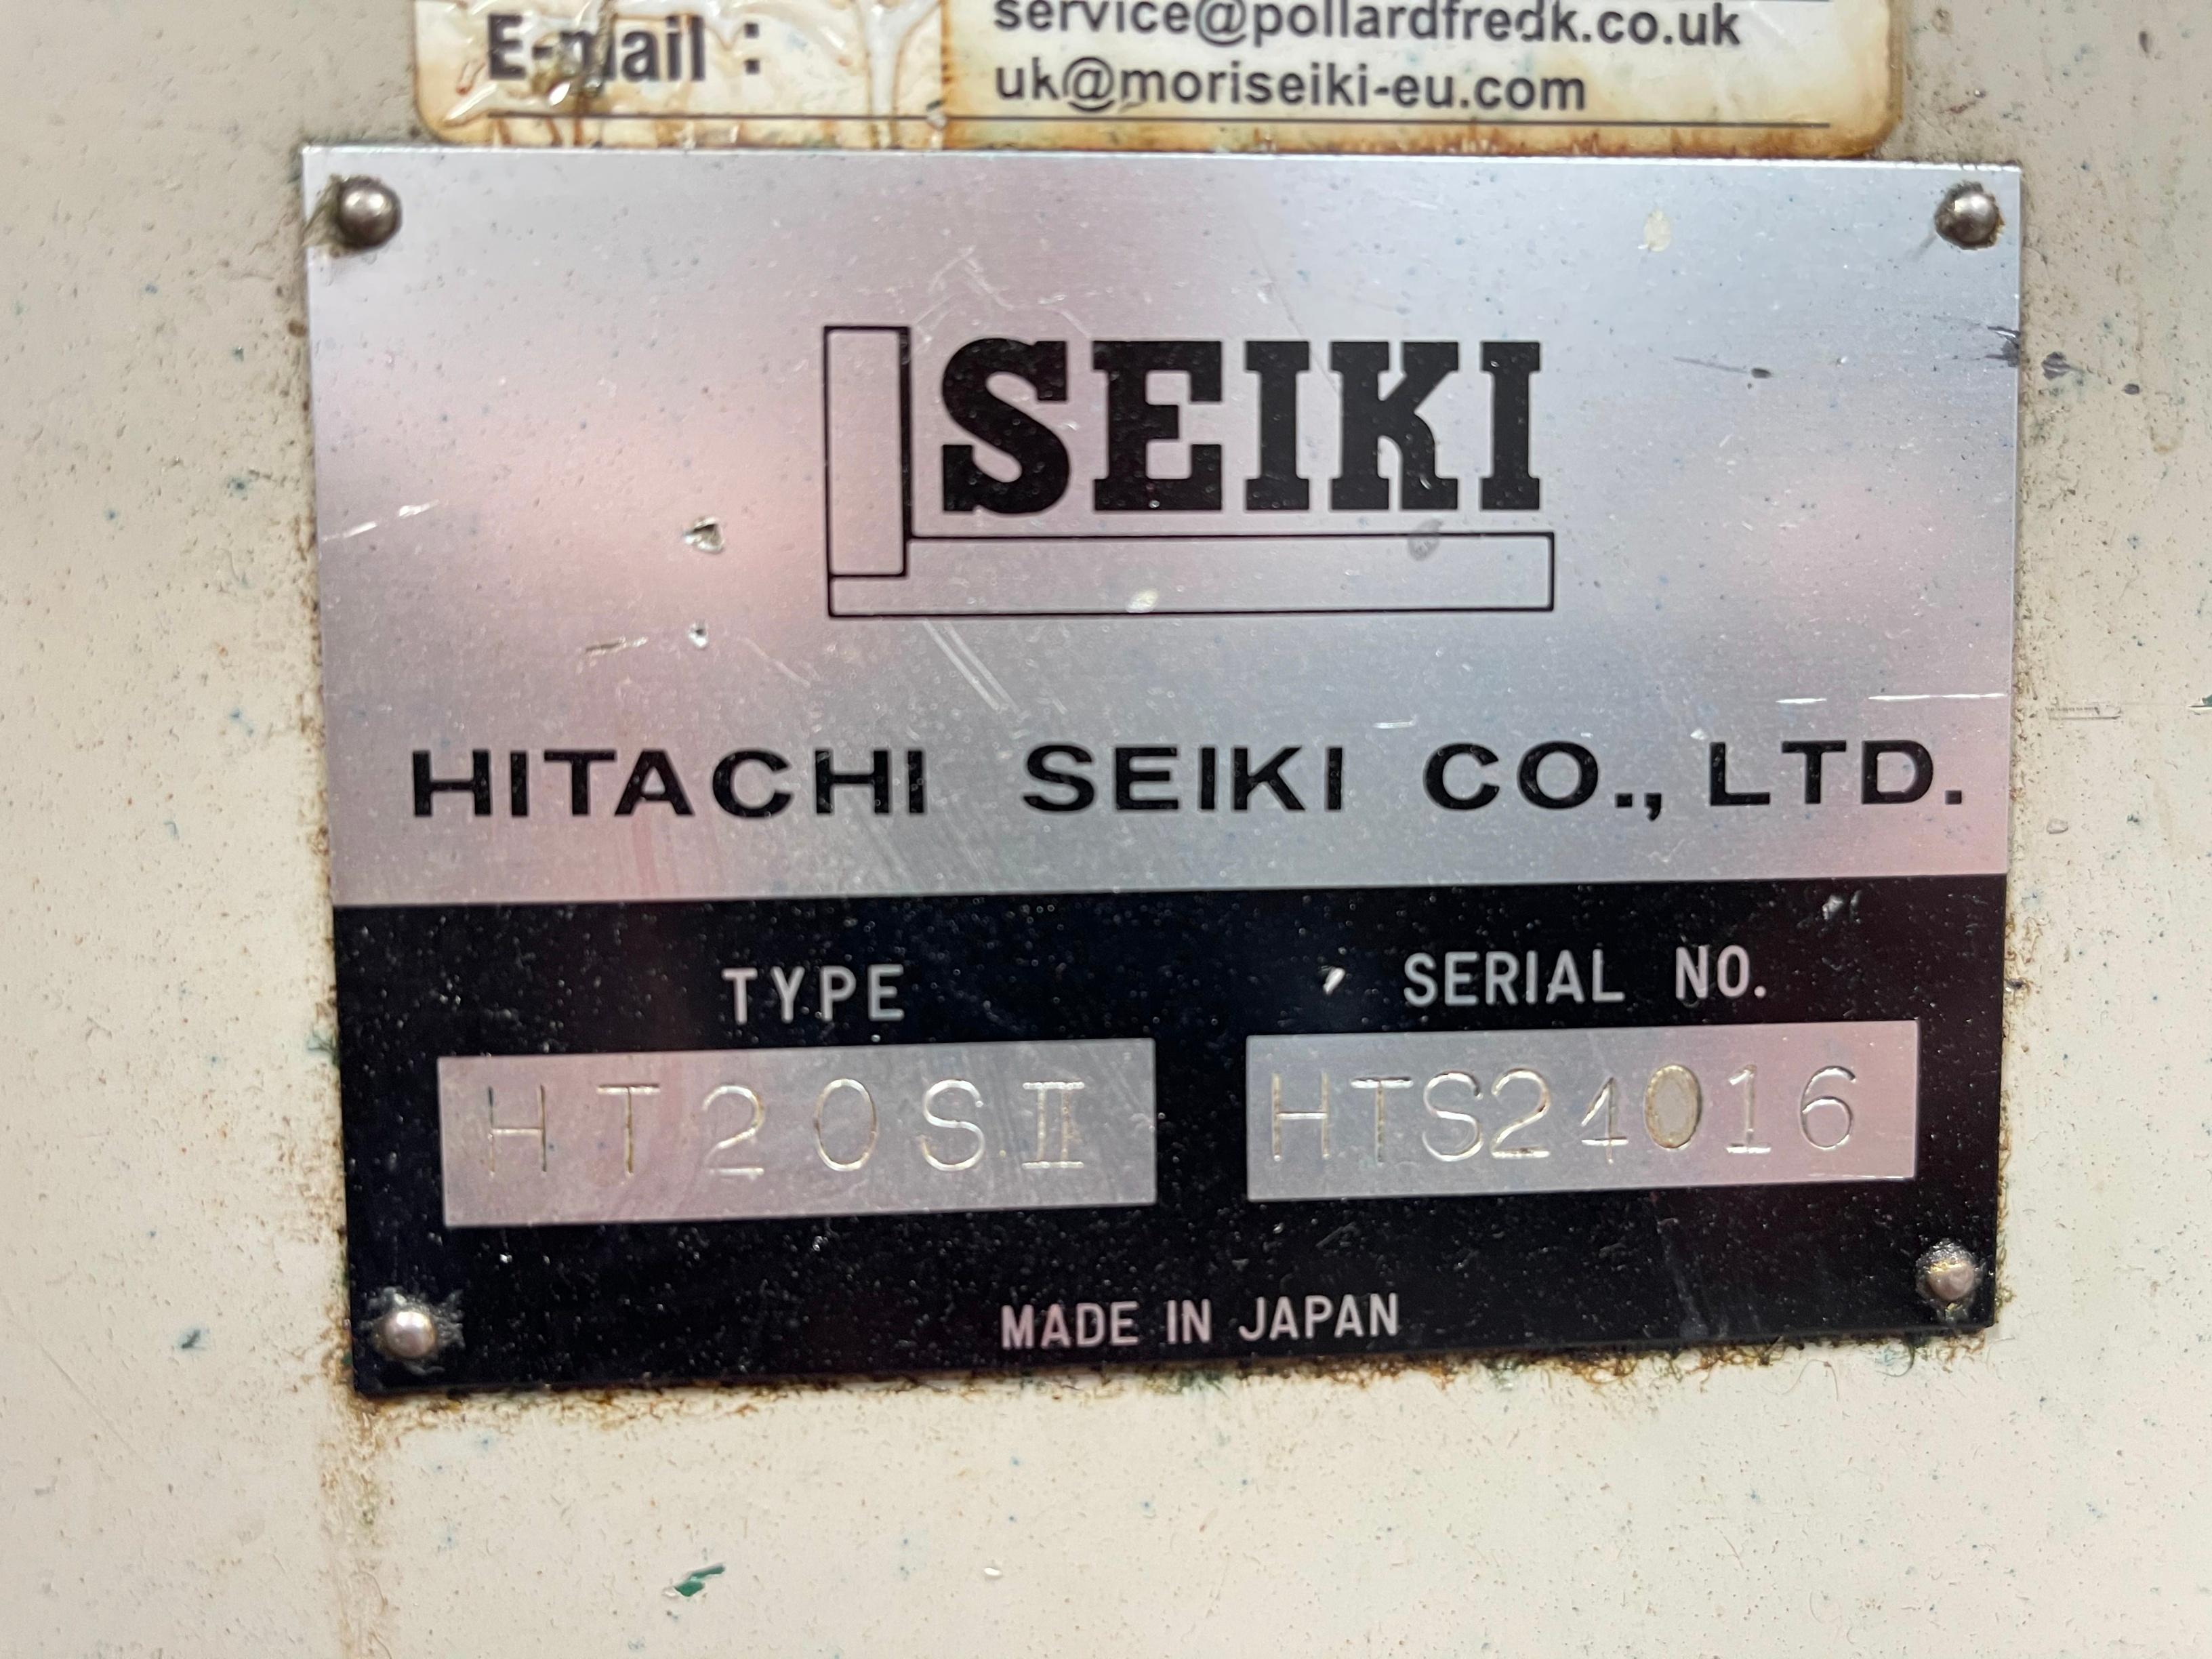 service@pollardfredk.co.uk
E-mail :
uk@moriseiki-eu.com
SEIKI
HITACHI SEIKI CO., LTD.
TYPE SERIAL NO.
HT20SII HTS24016
MADE IN JAPAN